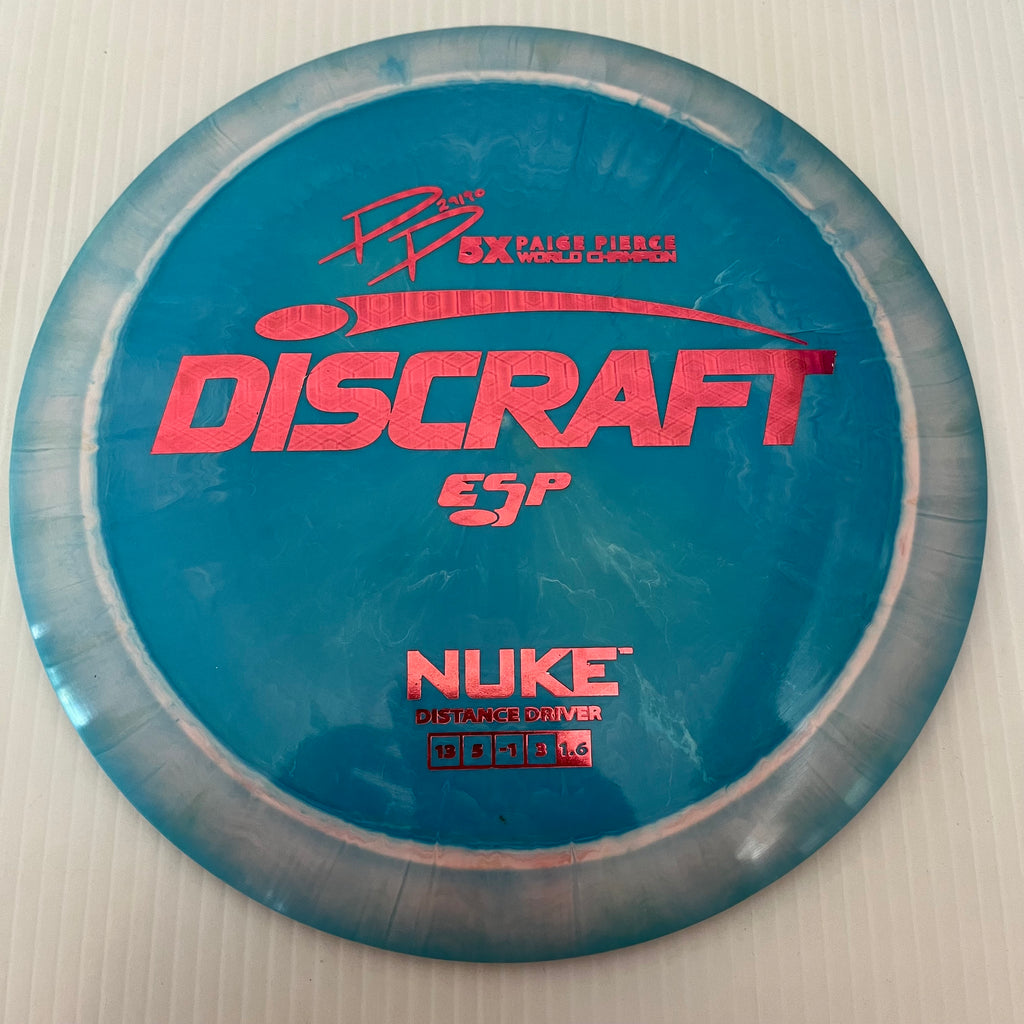 PP 29190
5X PAIGE PIERCE
WORLD CHAMPION
DISCRAFT
ESP
NUKE™
DISTANCE DRIVER
13 5 -1 3 1.6